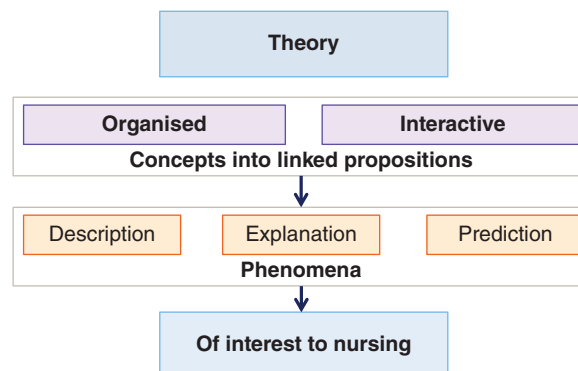 Theory
Organised Interactive
Concepts into linked propositions
Description Explanation Prediction
Phenomena
Of interest to nursing